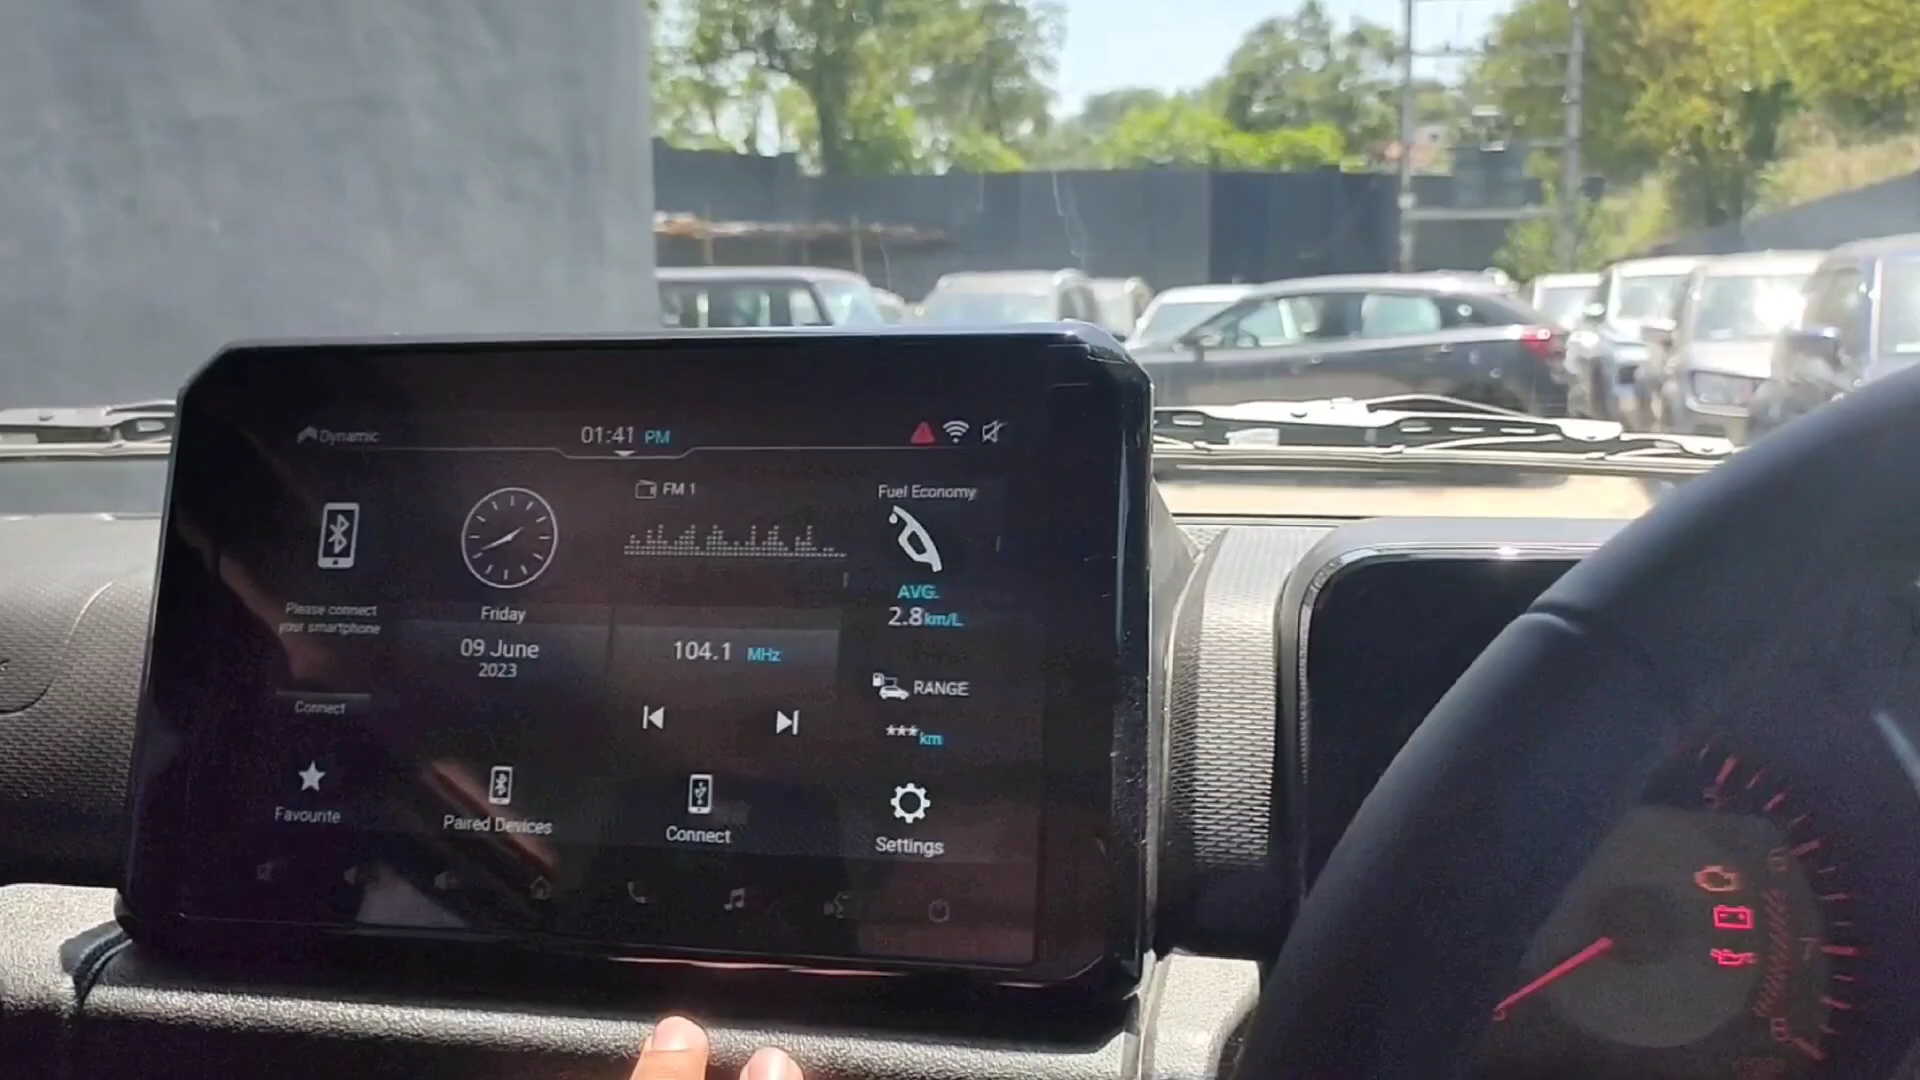 Dynamic
01:41 PM
FM 1
Fuel Economy
Please connect
your smartphone
Friday
09 June
2023
104.1 MHz
AVG.
2.8km/L
RANGE
***km
Connect
Favourite
Paired Devices
Connect
Settings